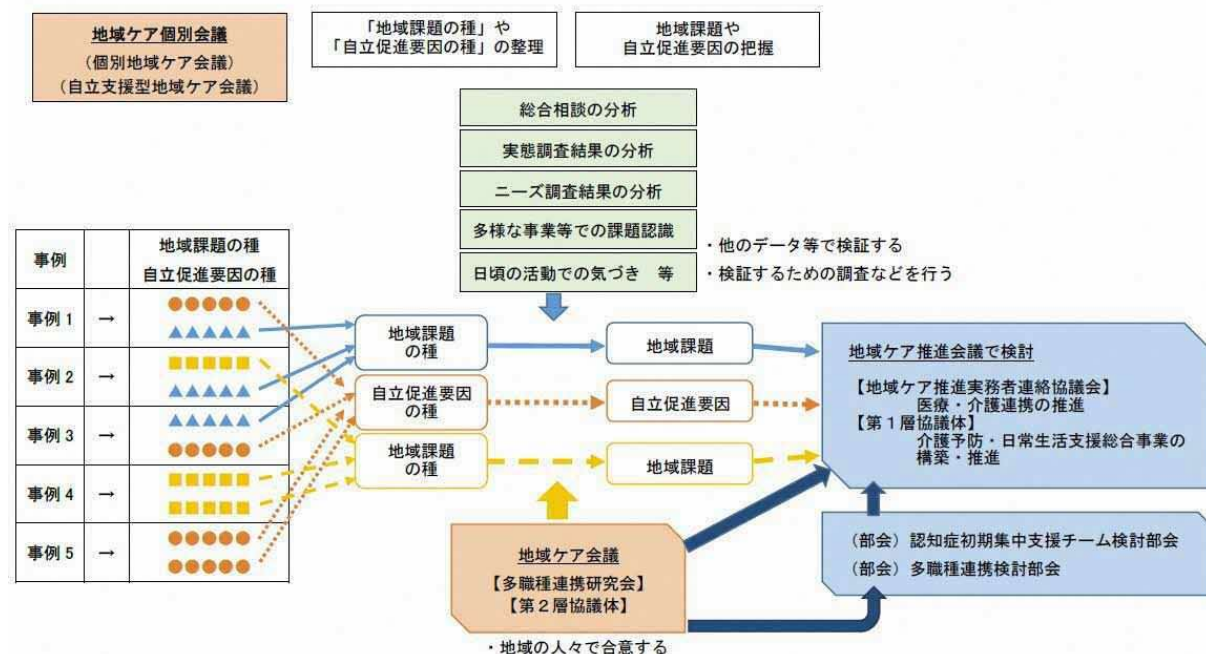 地域ケア個別会議
（個別地域ケア会議）
（自立支援型地域ケア会議）
「地域課題の種」や
「自立促進要因の種」の整理
地域課題や
自立促進要因の把握
総合相談の分析
実態調査結果の分析
ニーズ調査結果の分析
多様な事業等での課題認識
日頃の活動での気づき　等
・他のデータ等で検証する
・検証するための調査などを行う
事例
地域課題の種
自立促進要因の種
事例 1
→
事例 2
→
事例 3
→
事例 4
→
事例 5
→
地域課題
の種
自立促進要因
の種
地域課題
の種
地域課題
自立促進要因
地域課題
地域ケア推進会議で検討
【地域ケア推進実務者連絡協議会】
医療・介護連携の推進
【第１層協議体】
介護予防・日常生活支援総合事業の
構築・推進
（部会）認知症初期集中支援チーム検討部会
（部会）多職種連携検討部会
地域ケア会議
【多職種連携研究会】
【第２層協議体】
・地域の人々で合意する